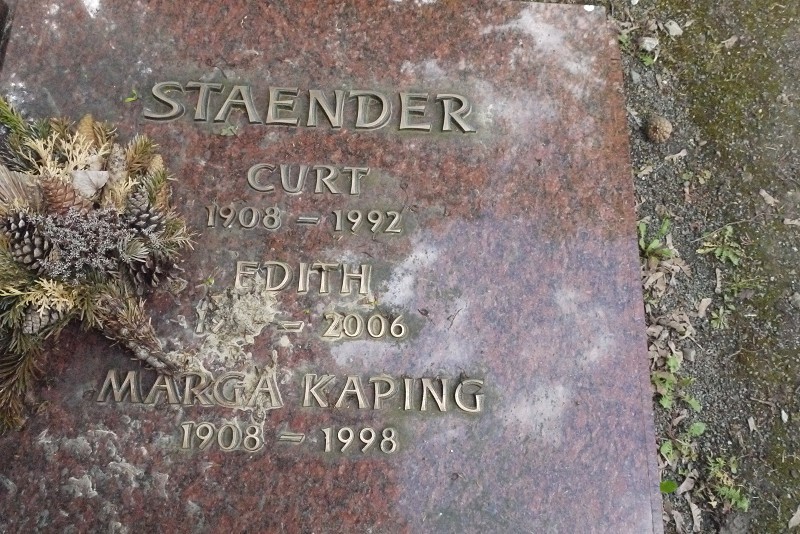 STAENDER
CURT
1908 – 1992
EDITH
– 2006
MARGA KAPING
1908 – 1998